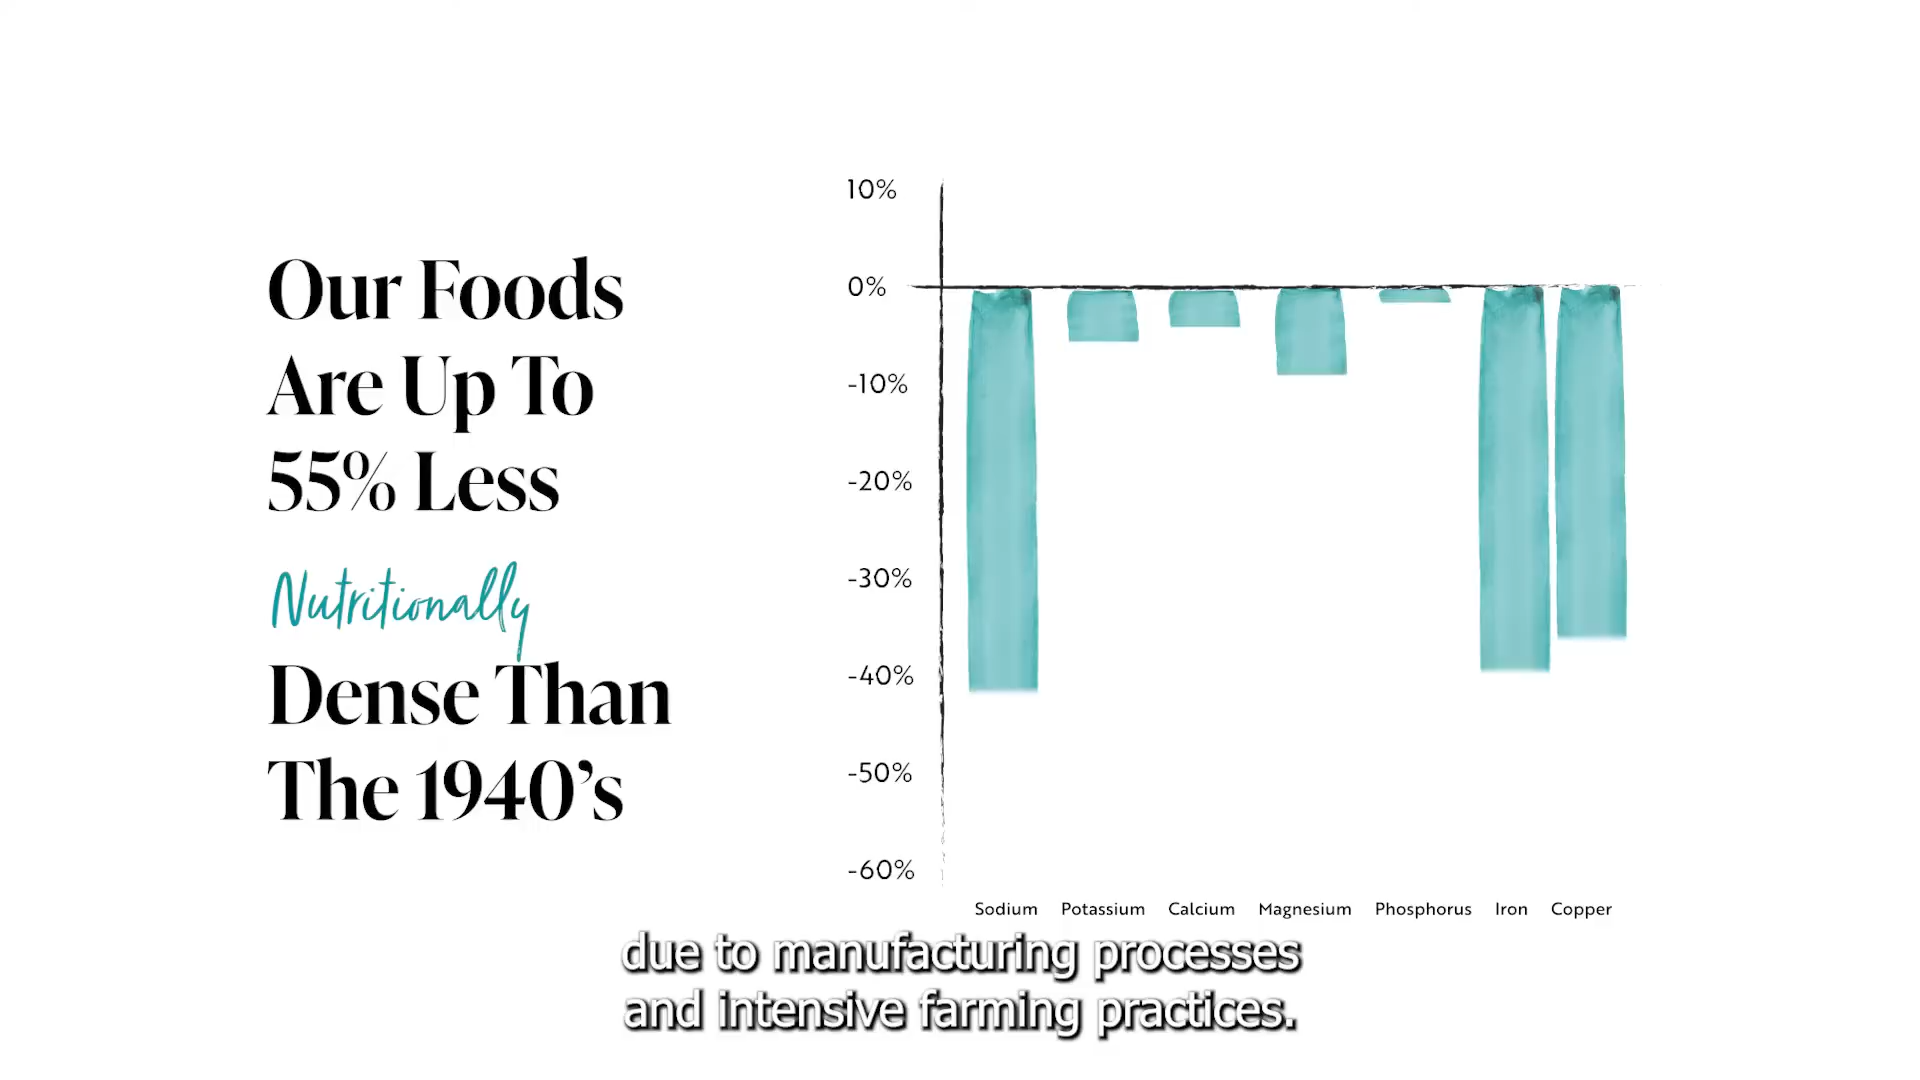 Our Foods
Are Up To
55% Less
Nutritionally
Dense Than
The 1940’s
10%
0%
-10%
-20%
-30%
-40%
-50%
-60%
Sodium Potassium Calcium Magnesium Phosphorus Iron Copper
due to manufacturing processes
and intensive farming practices.